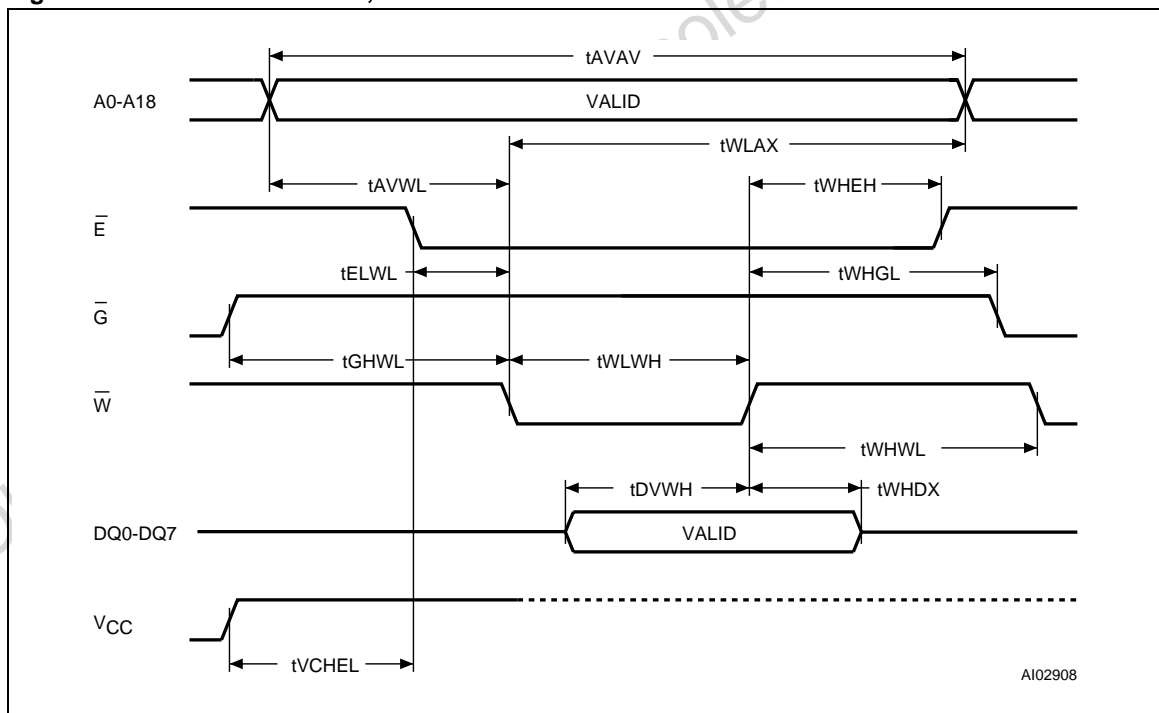 tAVAV
A0-A18
VALID
tWLAX
tAVWL
tWHEH
E̅
tELWL
tWHGL
G̅
tGHWL
tWLWH
W̅
tWHWL
tDVWH
tWHDX
DQ0-DQ7
VALID
VCC
tVCHEL
AI02908